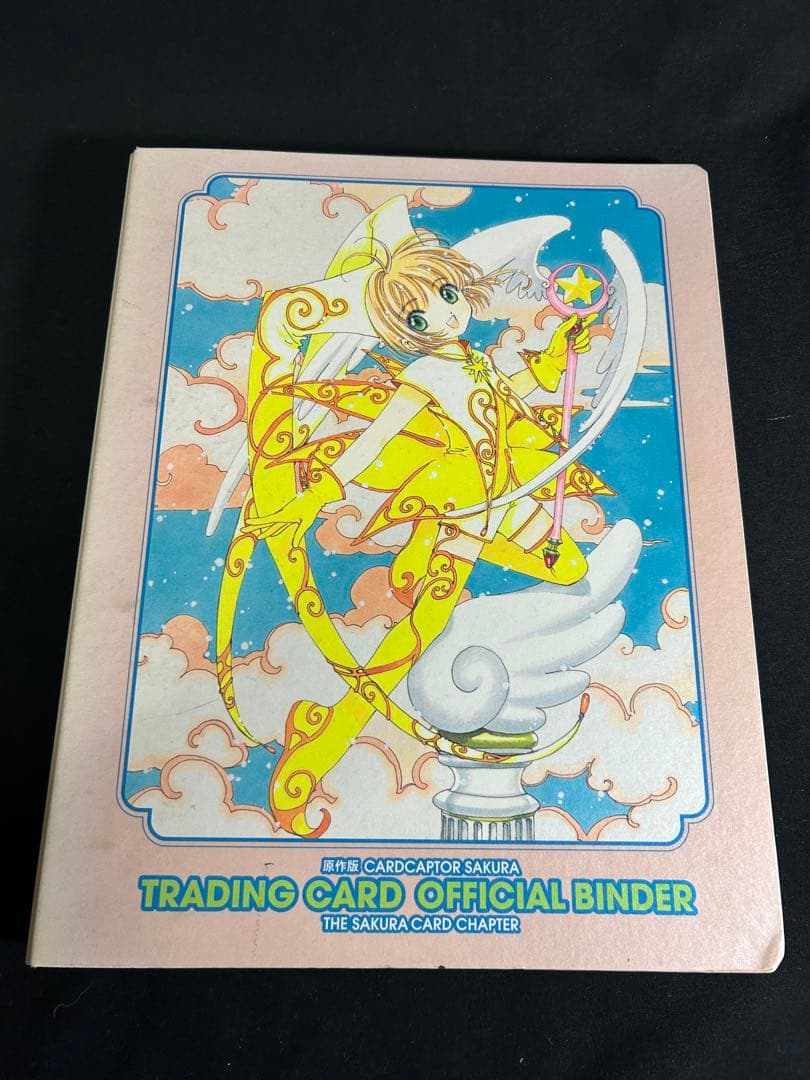 原作版 CARDCAPTOR SAKURA
TRADING CARD OFFICIAL BINDER
THE SAKURA CARD CHAPTER